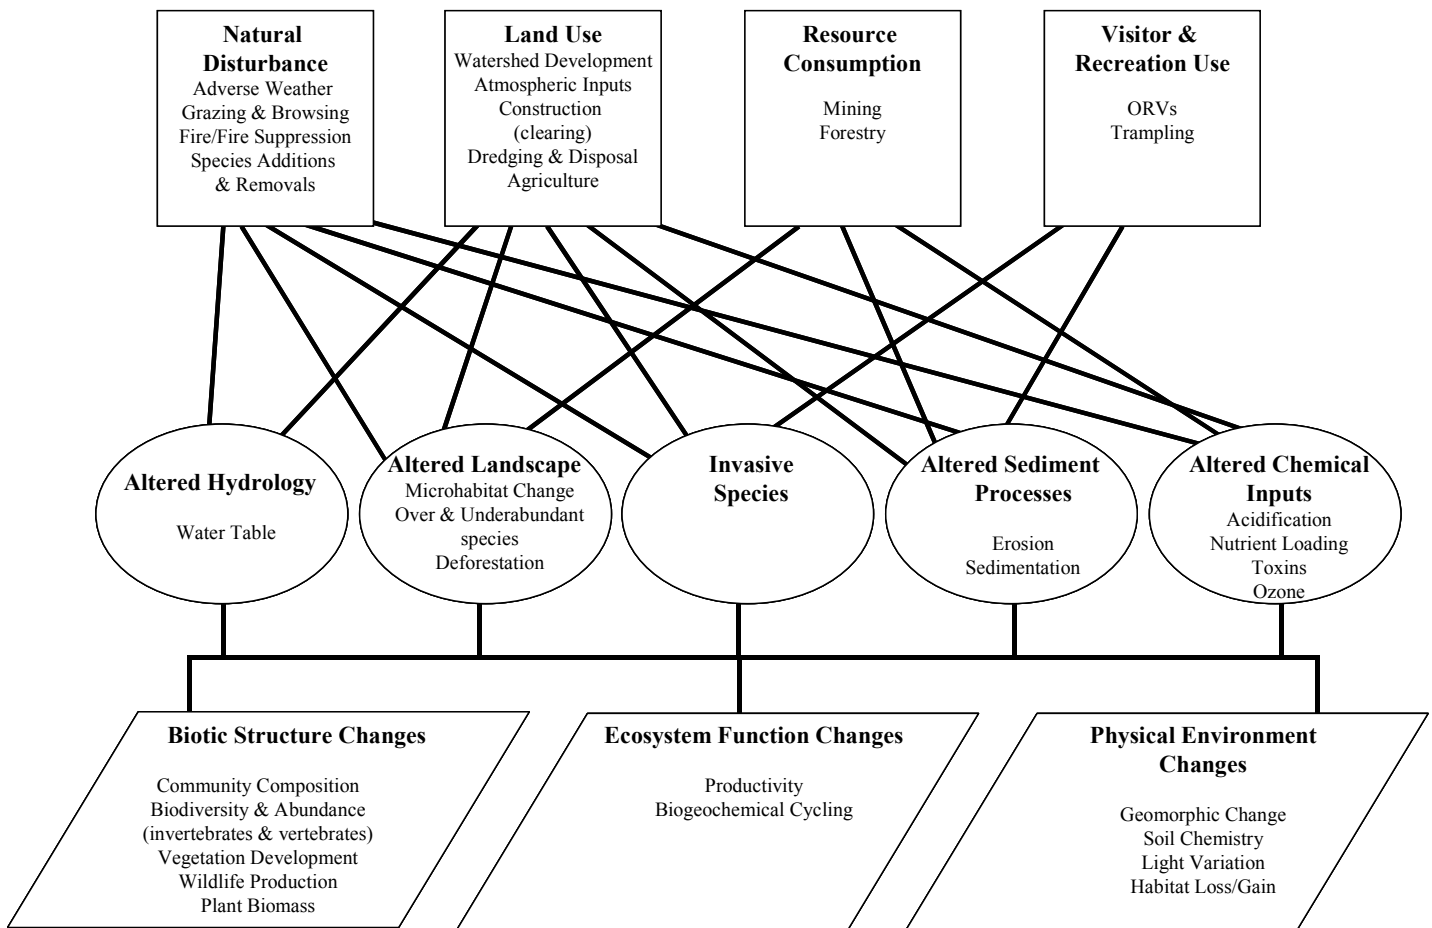 Natural
Disturbance
Adverse Weather
Grazing & Browsing
Fire/Fire Suppression
Species Additions
& Removals
Land Use
Watershed Development
Atmospheric Inputs
Construction
(clearing)
Dredging & Disposal
Agriculture
Resource
Consumption
Mining
Forestry
Visitor &
Recreation Use
ORVs
Trampling
Altered Hydrology
Water Table
Altered Landscape
Microhabitat Change
Over & Underabundant
species
Deforestation
Invasive
Species
Altered Sediment
Processes
Erosion
Sedimentation
Altered Chemical
Inputs
Acidification
Nutrient Loading
Toxins
Ozone
Biotic Structure Changes
Community Composition
Biodiversity & Abundance
(invertebrates & vertebrates)
Vegetation Development
Wildlife Production
Plant Biomass
Ecosystem Function Changes
Productivity
Biogeochemical Cycling
Physical Environment
Changes
Geomorphic Change
Soil Chemistry
Light Variation
Habitat Loss/Gain